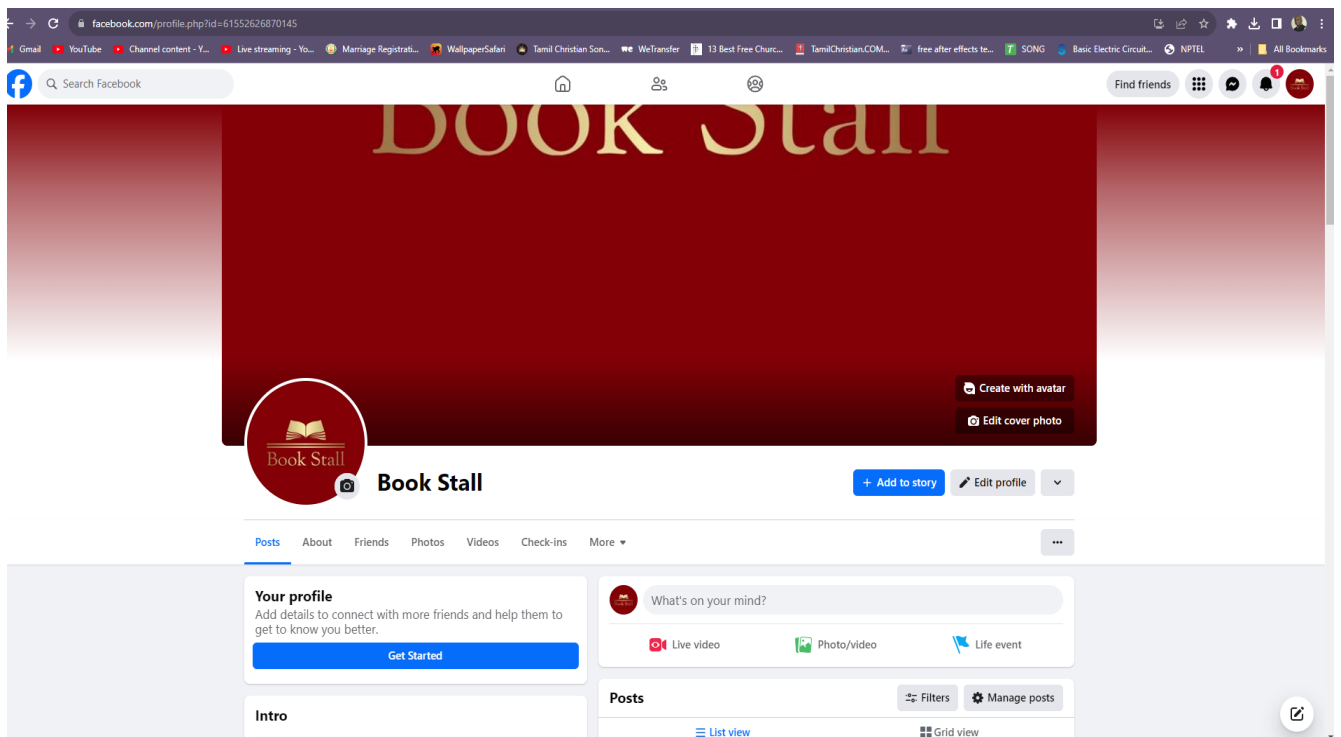 facebook.com/profile.php?id=61552626870145
Gmail YouTube Channel content - Y... Live streaming - Yo... Marriage Registrati... WallpaperSafari Tamil Christian Son... WeTransfer 13 Best Free Churc... TamilChristian.COM... free after effects te... SONG Basic Electric Circuit... NPTEL » All Bookmarks
Search Facebook Find friends 1
Book Stall
Create with avatar
Edit cover photo
Book Stall
Book Stall
+ Add to story Edit profile
Posts About Friends Photos Videos Check-ins More
Your profile
Add details to connect with more friends and help them to
get to know you better.
Get Started
What's on your mind?
Live video Photo/video Life event
Posts Filters Manage posts
Intro
List view Grid view